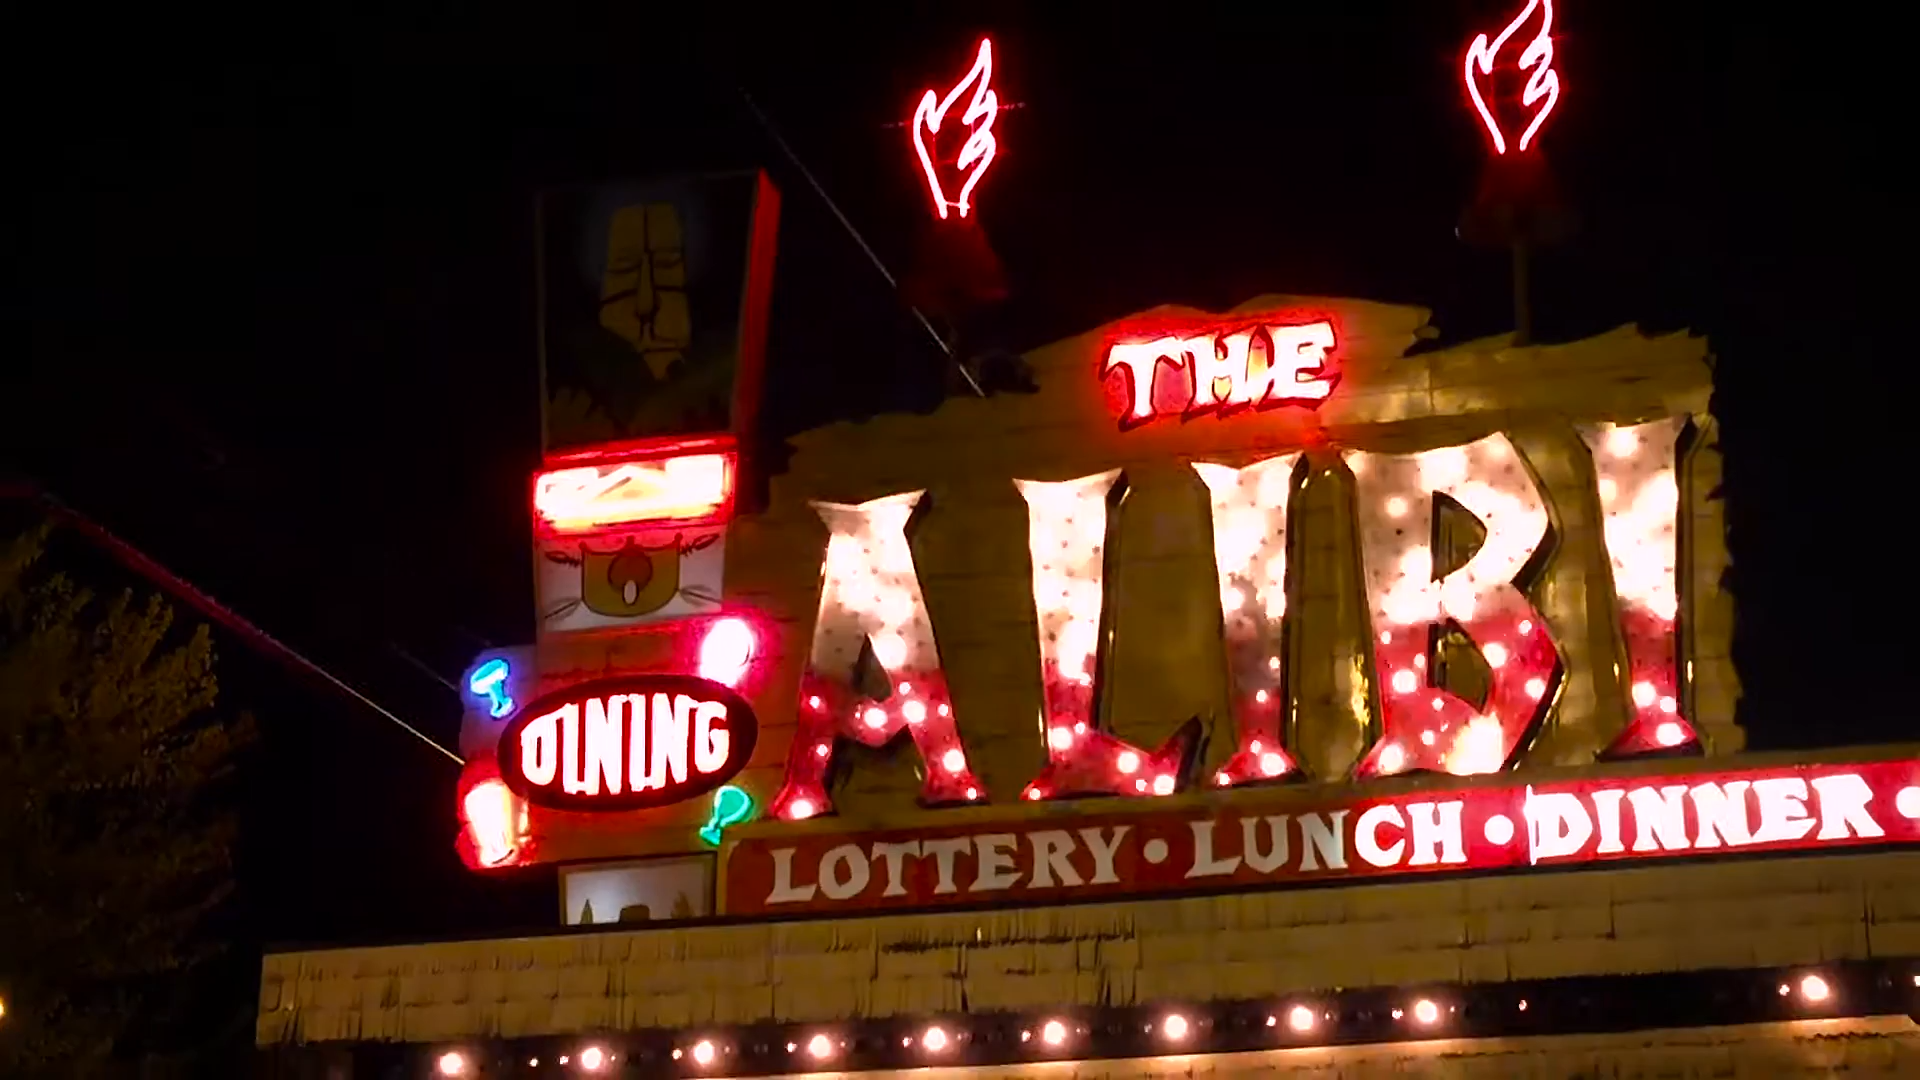 THE
ALIBI
DINING
LOTTERY • LUNCH • DINNER •